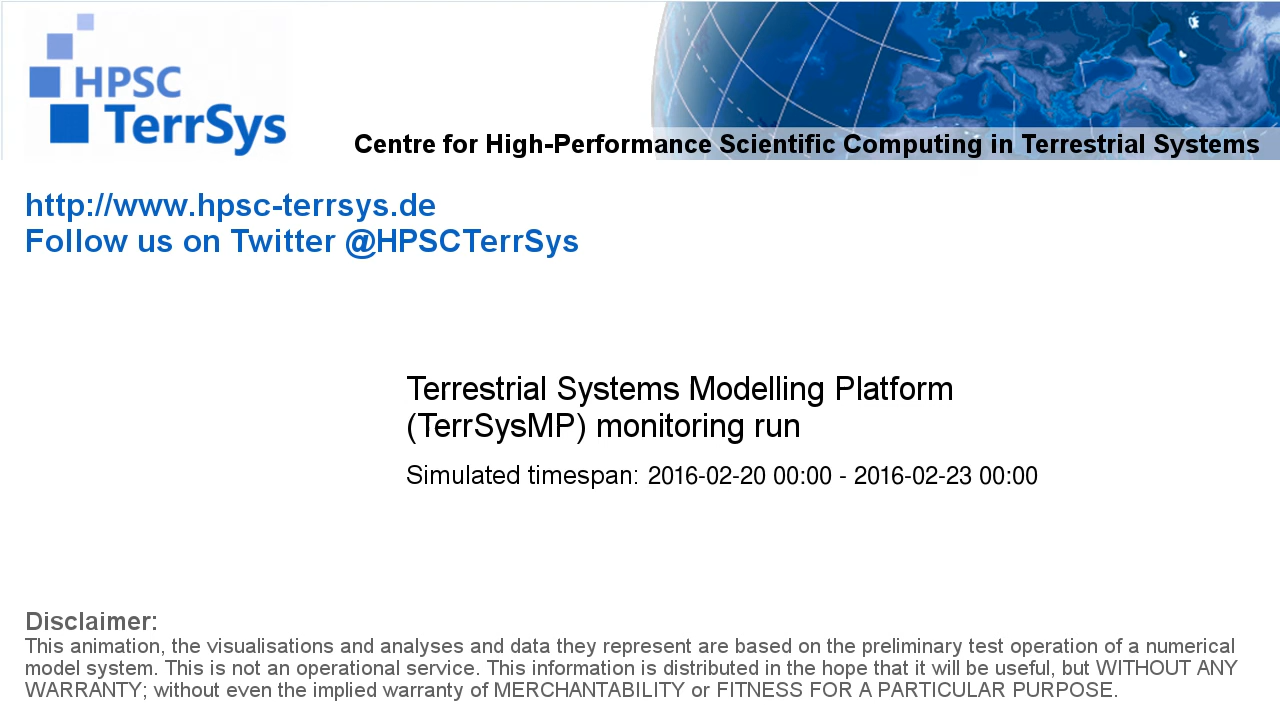 HPSC
TerrSys
Centre for High-Performance Scientific Computing in Terrestrial Systems
http://www.hpsc-terrsys.de
Follow us on Twitter @HPSCTerrSys
Terrestrial Systems Modelling Platform
(TerrSysMP) monitoring run
Simulated timespan: 2016-02-20 00:00 - 2016-02-23 00:00
Disclaimer:
This animation, the visualisations and analyses and data they represent are based on the preliminary test operation of a numerical
model system. This is not an operational service. This information is distributed in the hope that it will be useful, but WITHOUT ANY
WARRANTY; without even the implied warranty of MERCHANTABILITY or FITNESS FOR A PARTICULAR PURPOSE.